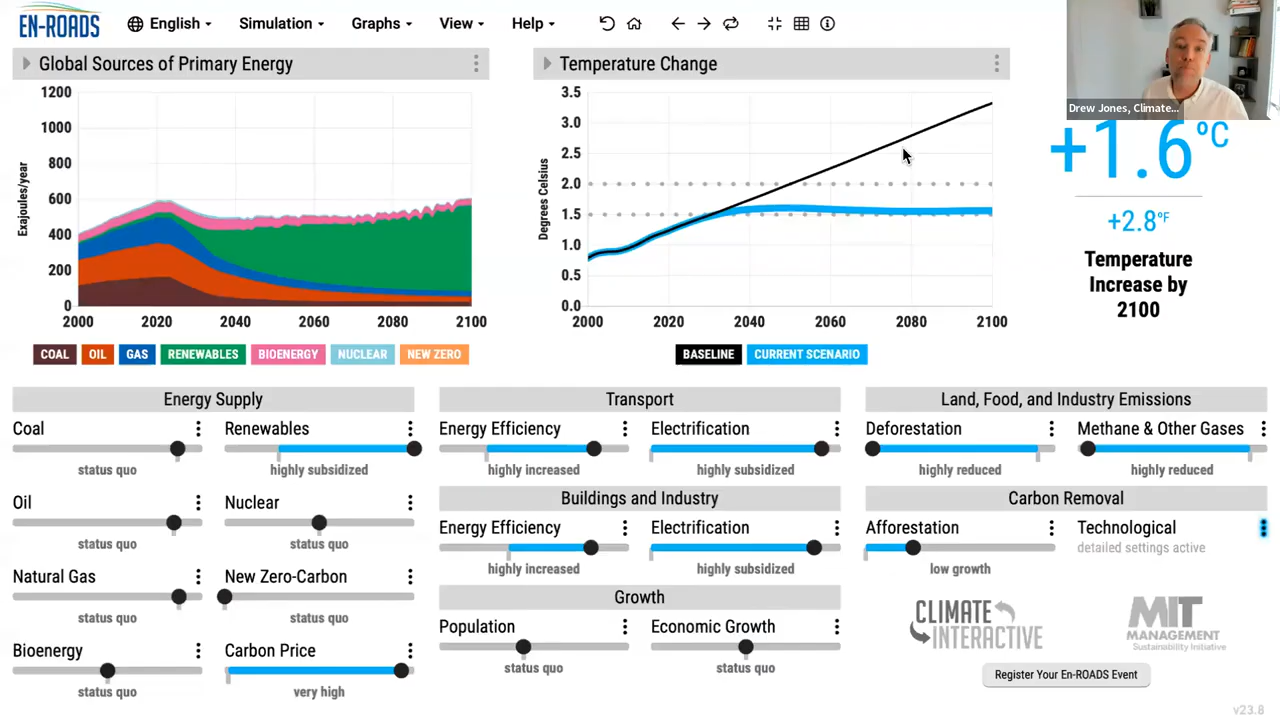 EN-ROADS
English
Simulation
Graphs
View
Help
Drew Jones, Climate...
Global Sources of Primary Energy
1200
1000
800
600
400
200
0
Exajoules/year
2000 2020 2040 2060 2080 2100
COAL OIL GAS RENEWABLES BIOENERGY NUCLEAR NEW ZERO
Temperature Change
3.5
3.0
2.5
2.0
1.5
1.0
0.5
0.0
Degrees Celsius
2000 2020 2040 2060 2080 2100
BASELINE CURRENT SCENARIO
+1.6°C
+2.8°F
Temperature
Increase by
2100
Energy Supply
Coal
status quo
Renewables
highly subsidized
Oil
status quo
Nuclear
status quo
Natural Gas
status quo
New Zero-Carbon
status quo
Bioenergy
status quo
Carbon Price
very high
Transport
Energy Efficiency
highly increased
Electrification
highly subsidized
Buildings and Industry
Energy Efficiency
highly increased
Electrification
highly subsidized
Growth
Population
status quo
Economic Growth
status quo
Land, Food, and Industry Emissions
Deforestation
highly reduced
Methane & Other Gases
highly reduced
Carbon Removal
Afforestation
low growth
Technological
detailed settings active
CLIMATE
INTERACTIVE
MIT
MANAGEMENT
Sustainability Initiative
Register Your En-ROADS Event
v23.8